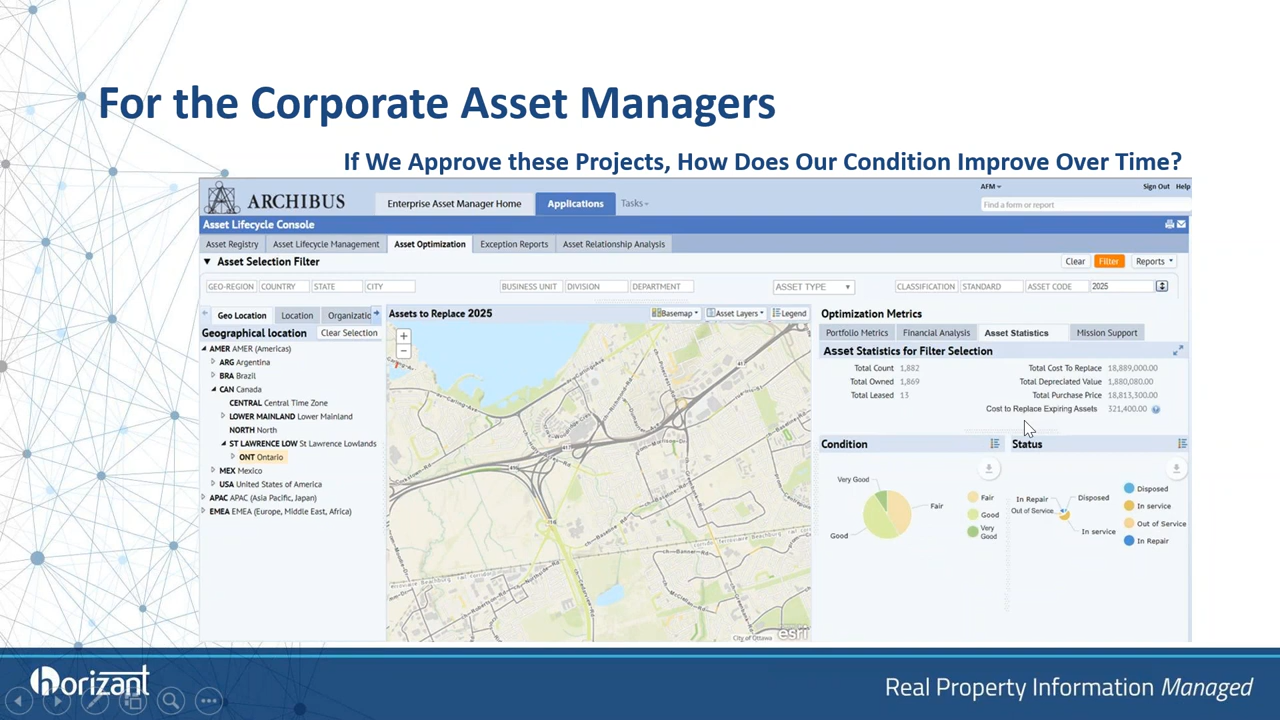 For the Corporate Asset Managers
If We Approve these Projects, How Does Our Condition Improve Over Time?
ARCHIBUS
Enterprise Asset Manager Home
Applications
Tasks
AFM
Sign Out Help
Find a form or report
Asset Lifecycle Console
Asset Registry
Asset Lifecycle Management
Asset Optimization
Exception Reports
Asset Relationship Analysis
Asset Selection Filter
Clear
Filter
Reports
GEO-REGION
COUNTRY
STATE
CITY
BUSINESS UNIT
DIVISION
DEPARTMENT
ASSET TYPE
CLASSIFICATION
STANDARD
ASSET CODE
2025
Geo Location
Location
Organizatio
Geographical location
Clear Selection
AMER AMER (Americas)
ARG Argentina
BRA Brazil
CAN Canada
CENTRAL Central Time Zone
LOWER MAINLAND Lower Mainland
NORTH North
ST LAWRENCE LOW St Lawrence Lowlands
ONT Ontario
MEX Mexico
USA United States of America
APAC APAC (Asia Pacific, Japan)
EMEA EMEA (Europe, Middle East, Africa)
Assets to Replace 2025
Basemap
Asset Layers
Legend
+
−
City of Ottawa
esri
Optimization Metrics
Portfolio Metrics
Financial Analysis
Asset Statistics
Mission Support
Asset Statistics for Filter Selection
Total Count 1,882
Total Owned 1,869
Total Leased 13
Total Cost To Replace 18,889,000.00
Total Depreciated Value 1,880,080.00
Total Purchase Price 18,813,300.00
Cost to Replace Expiring Assets 321,400.00
Condition
Very Good
Fair
Good
Fair
Good
Very
Good
Status
In Repair
Out of Service
Disposed
In service
Disposed
In service
Out of Service
In Repair
horizant
Real Property Information Managed